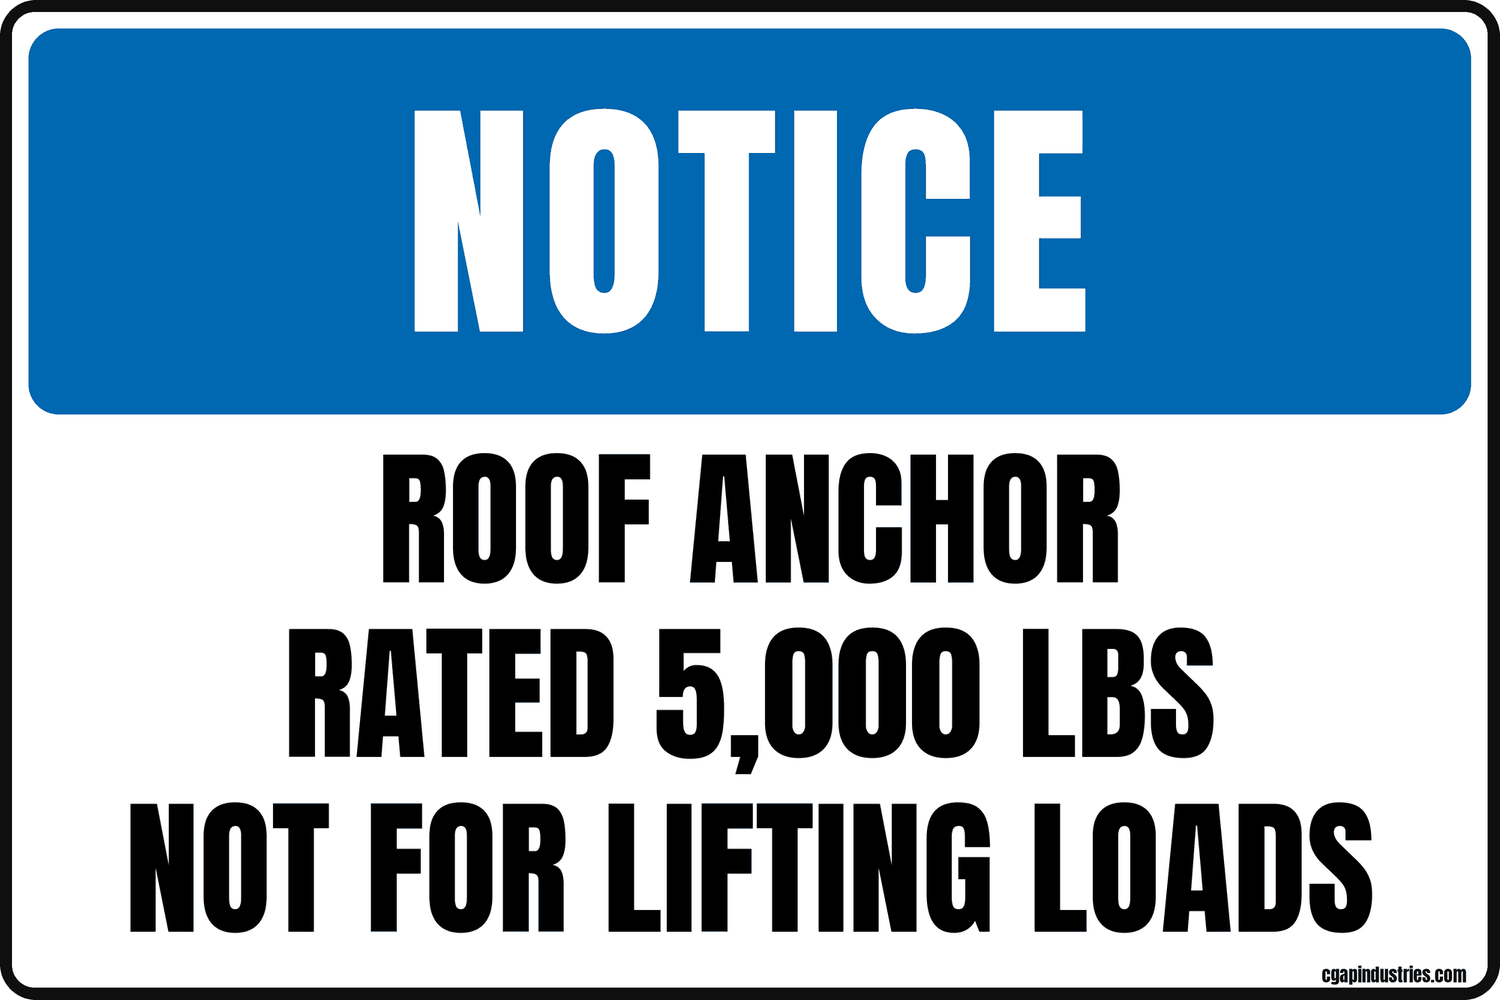 NOTICE
ROOF ANCHOR
RATED 5,000 LBS
NOT FOR LIFTING LOADS
cgapindustries.com